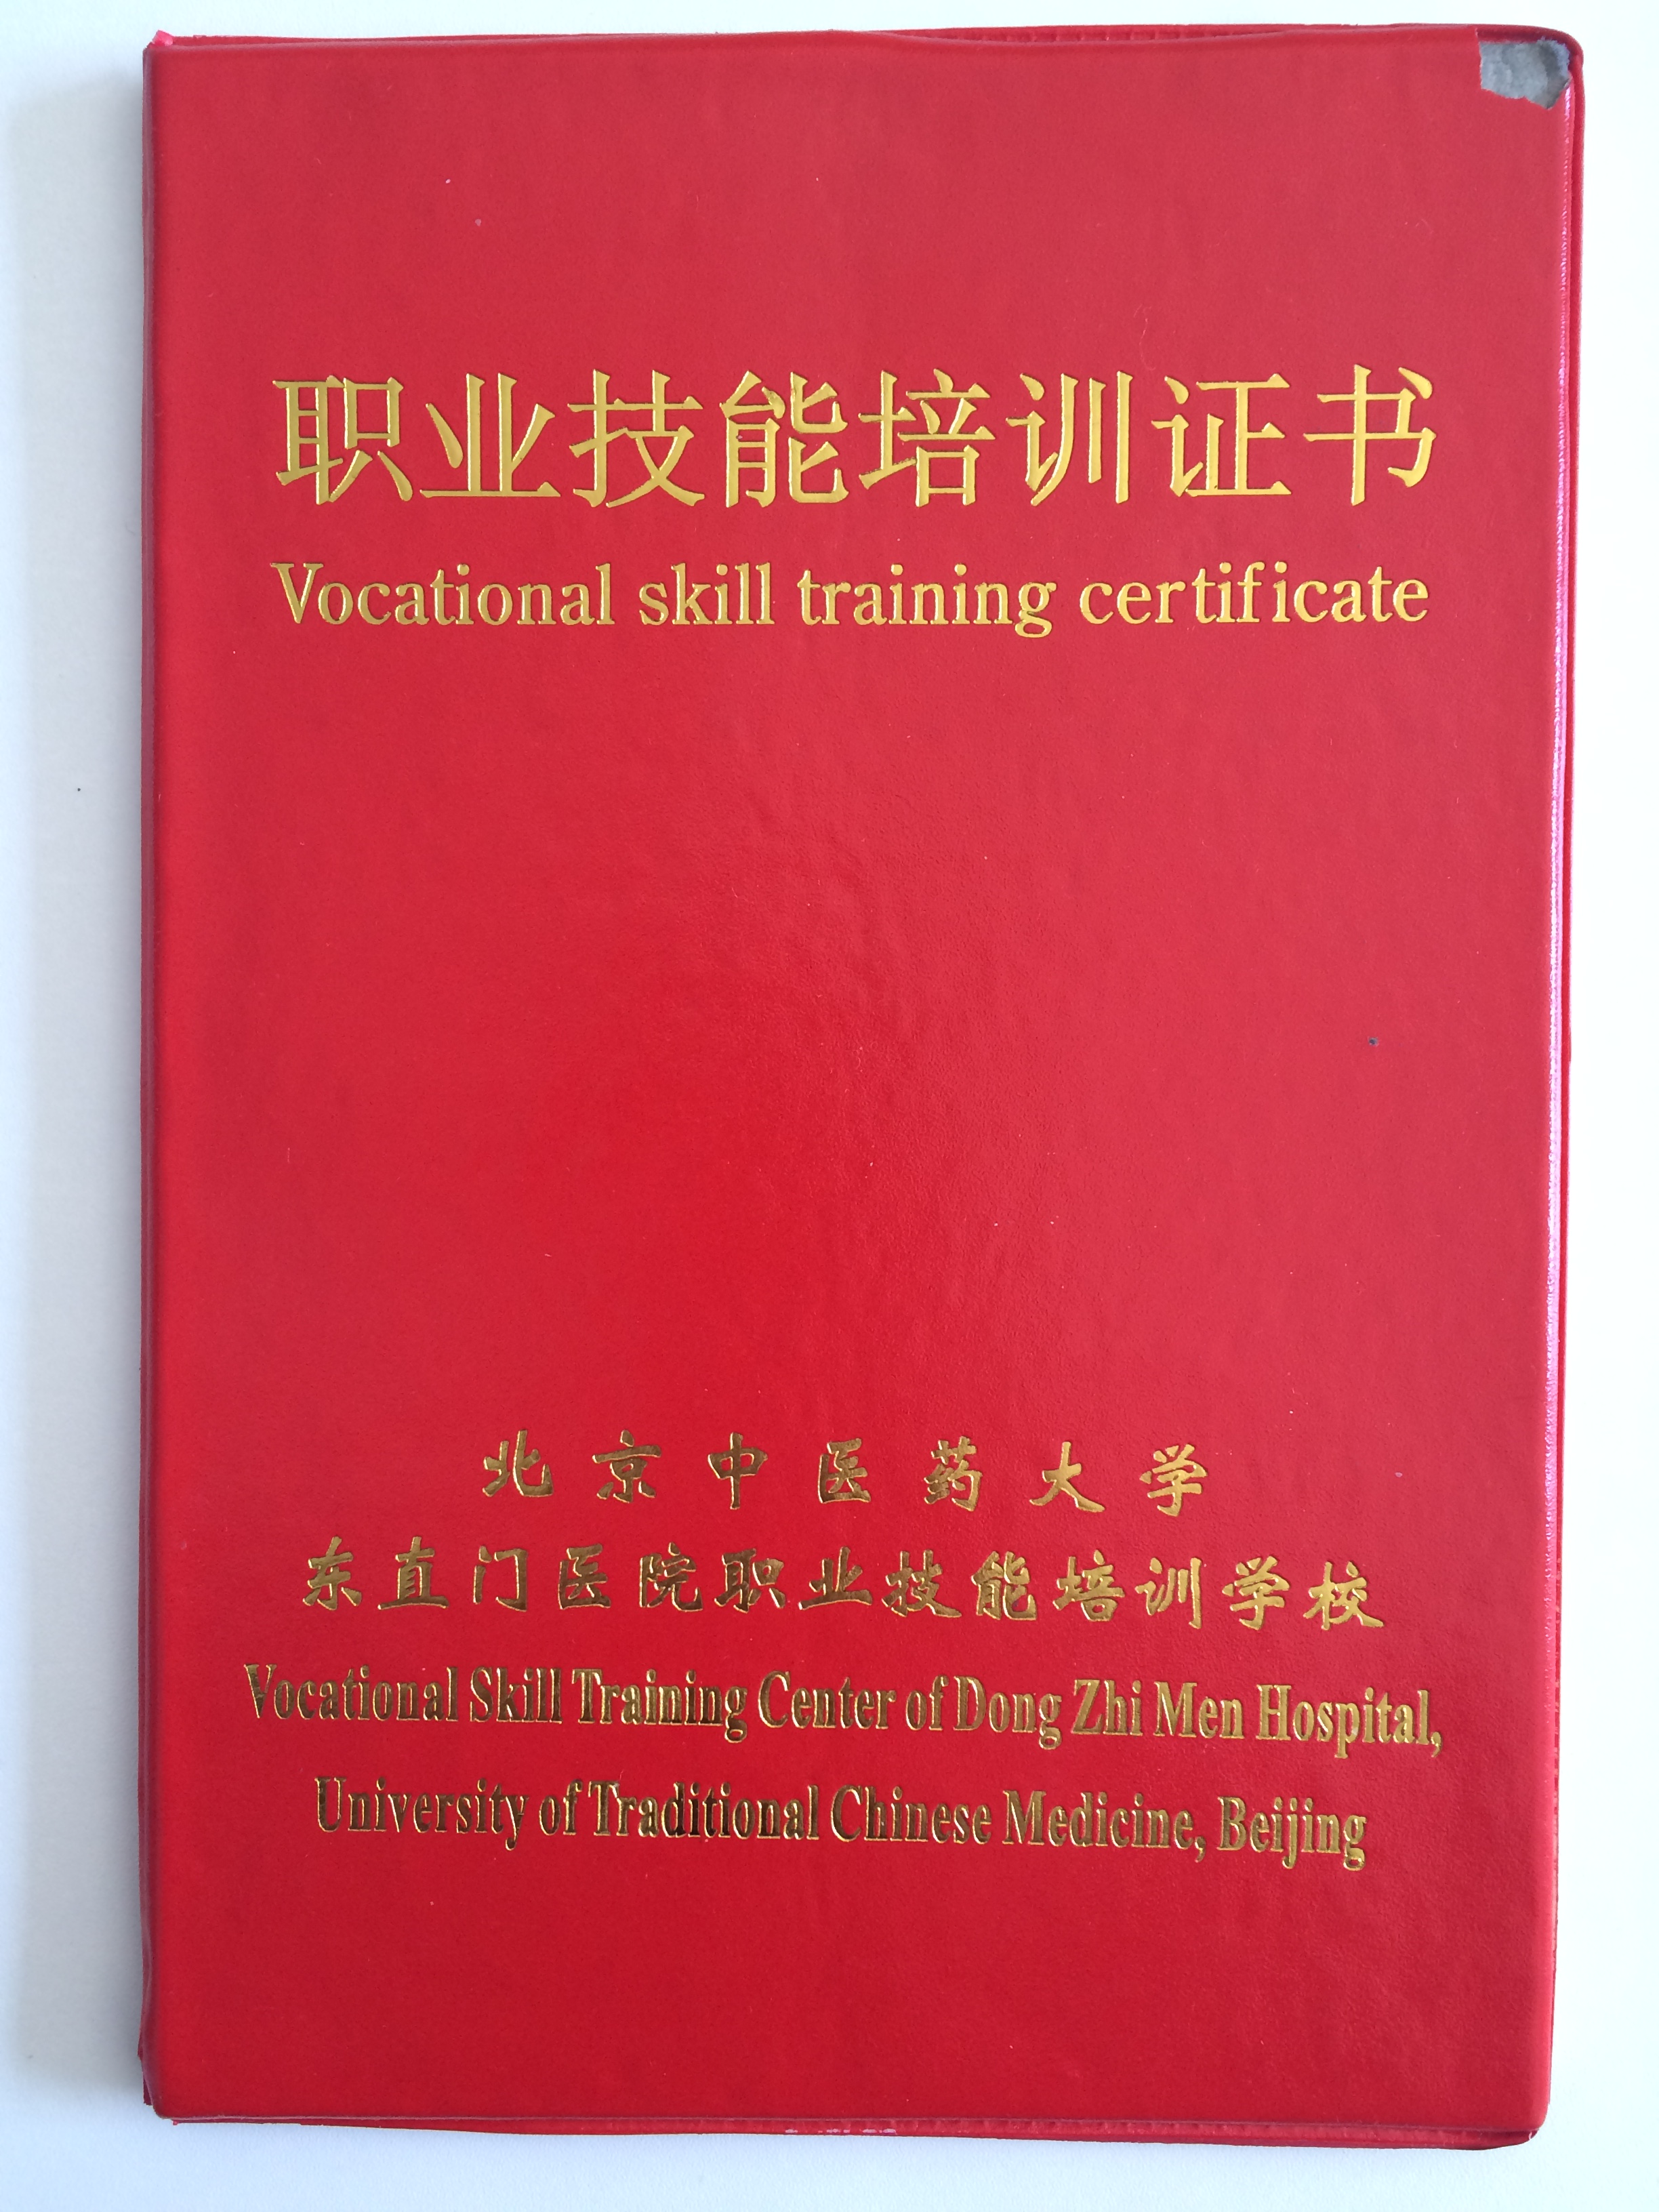 职业技能培训证书
Vocational skill training certificate
北京中医药大学
东直门医院职业技能培训学校
Vocational Skill Training Center of Dong Zhi Men Hospital,
University of Traditional Chinese Medicine, Beijing